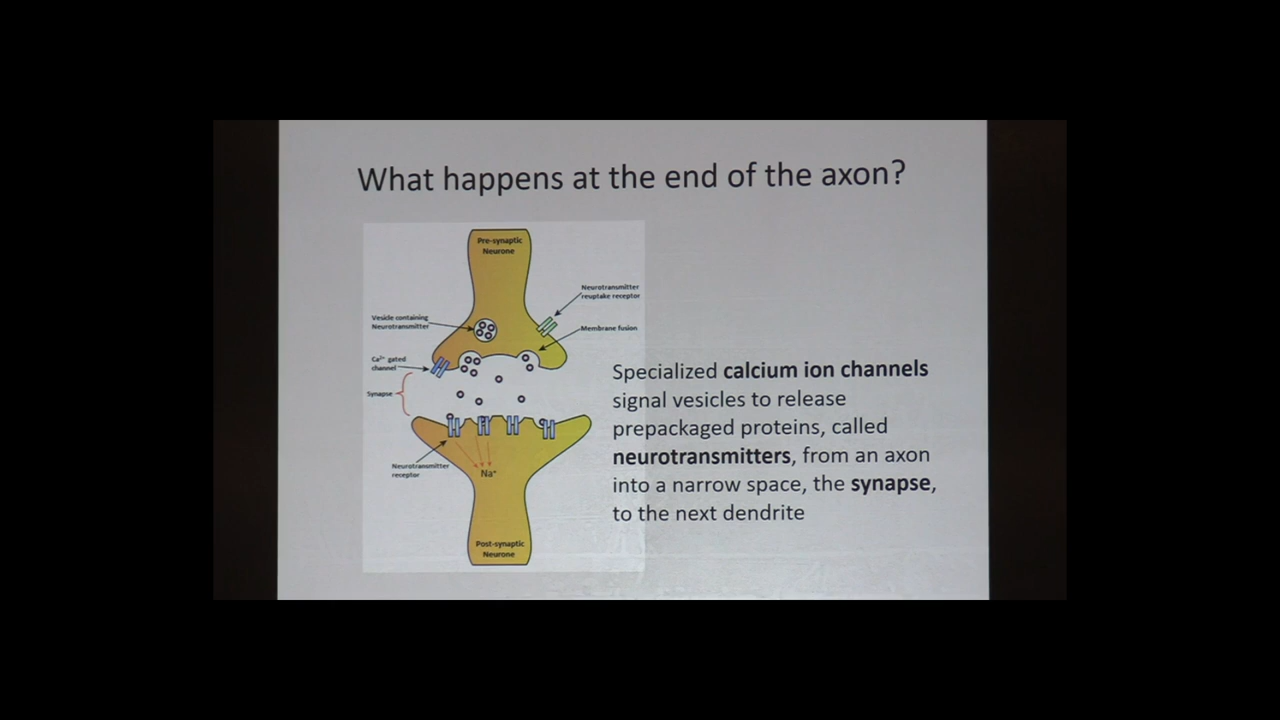 What happens at the end of the axon?
Pre-synaptic
Neurone
Neurotransmitter
reuptake receptor
Vesicle containing
Neurotransmitter
Membrane fusion
Ca²⁺ gated
channel
Synapse
Neurotransmitter
receptor
Na⁺
Post-synaptic
Neurone
Specialized calcium ion channels
signal vesicles to release
prepackaged proteins, called
neurotransmitters, from an axon
into a narrow space, the synapse,
to the next dendrite